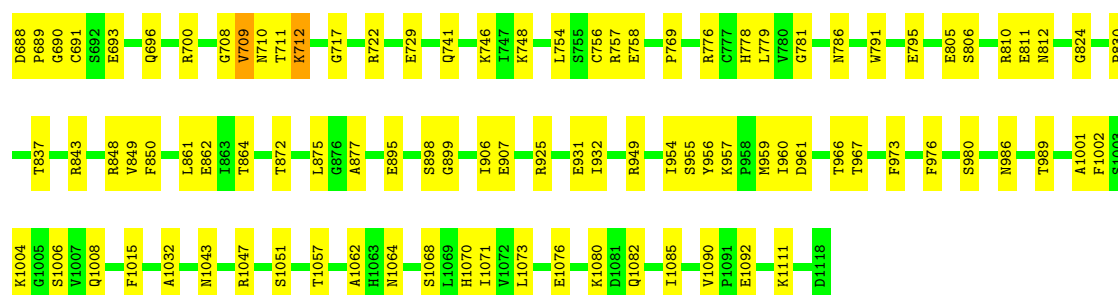 D688 P689 G690 C691 S692 E693 Q696 R700 G708 V709 N710 T711 K712 G717 R722 E729 Q741 K746 I747 K748 L754 S755 C756 R757 E758 P769 R776 C777 H778 L779 V780 G781 N786 W791 E795 E805 S806 R810 E811 N812 G824
T837 R843 R848 V849 F850 L861 E862 I863 T864 T872 L875 G876 A877 E895 S898 G899 I906 E907 R925 E931 I932 R949 I954 S955 Y956 K957 P958 M959 I960 D961 T966 T967 F973 F976 S980 N986 T989 A1001 F1002 S1003
K1004 G1005 S1006 V1007 Q1008 F1015 A1032 N1043 R1047 S1051 T1057 A1062 H1063 N1064 S1068 L1069 H1070 I1071 V1072 L1073 E1076 K1080 D1081 Q1082 I1085 V1090 P1091 E1092 K1111 D1118